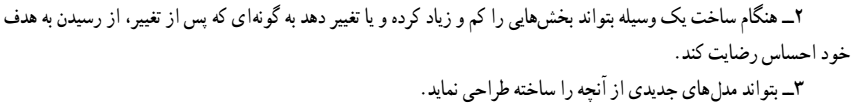 ۲ــ هنگام ساخت یک وسیله بتواند بخش‌هایی را کم و زیاد کرده و یا تغییر دهد به گونه‌ای که پس از تغییر، از رسیدن به هدف
خود احساس رضایت کند.
۳ــ بتواند مدل‌های جدیدی از آنچه را ساخته طراحی نماید.